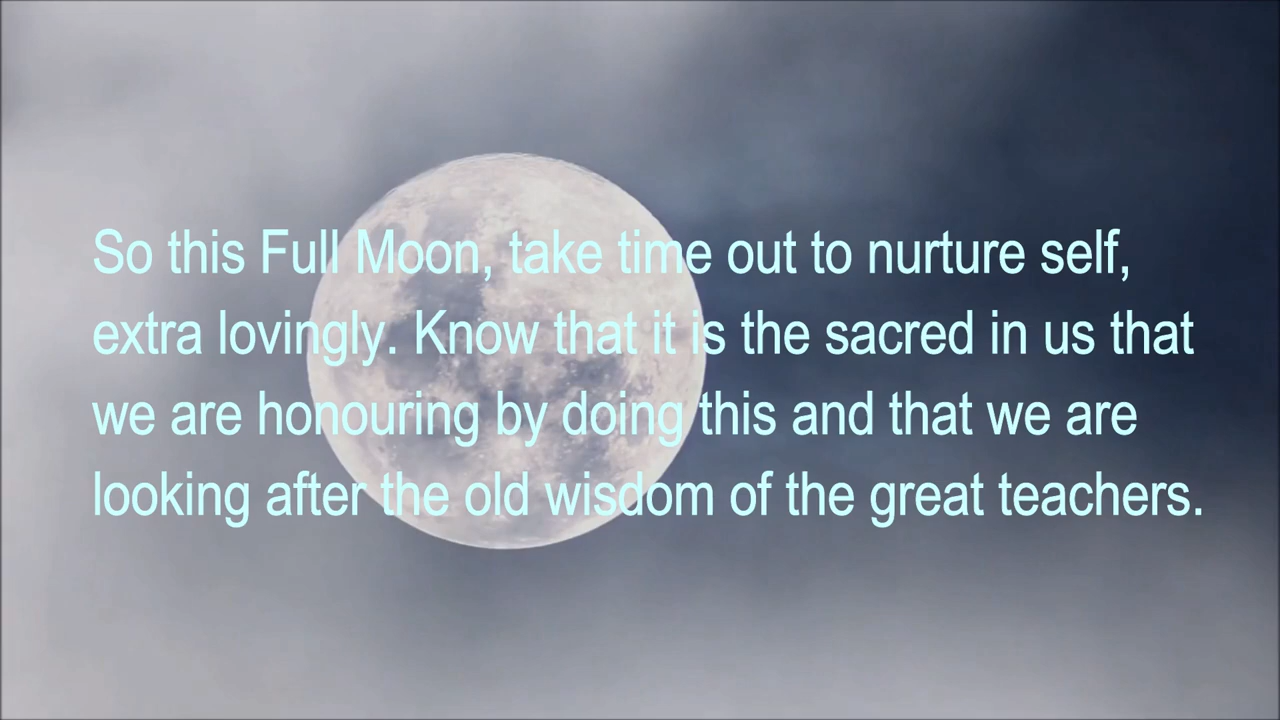 So this Full Moon, take time out to nurture self,
extra lovingly. Know that it is the sacred in us that
we are honouring by doing this and that we are
looking after the old wisdom of the great teachers.